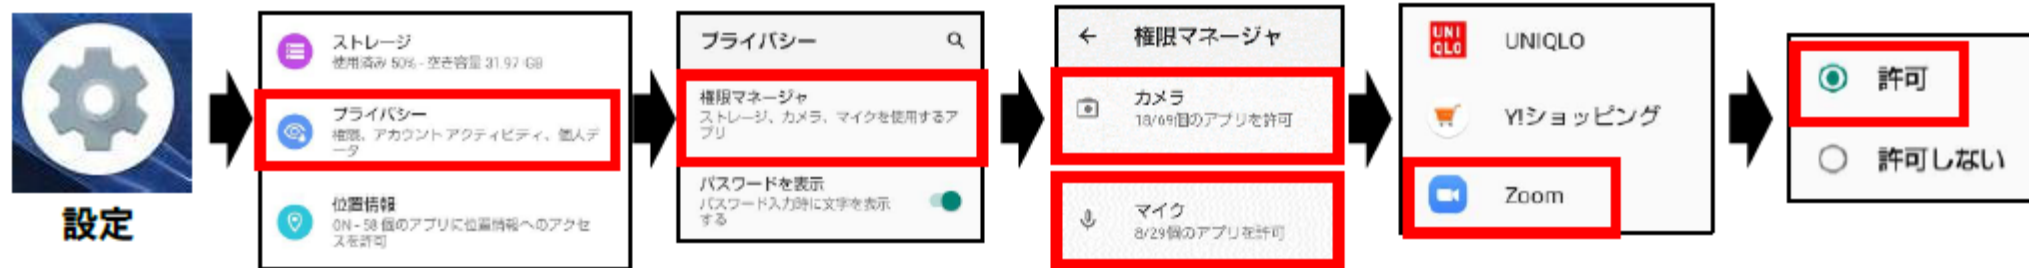 設定
ストレージ
使用済み 50% - 空き容量 31.97 GB
プライバシー
権限、アカウント アクティビティ、個人デ
ータ
位置情報
ON - 58 個のアプリに位置情報へのアクセ
スを許可
プライバシー
権限マネージャ
ストレージ、カメラ、マイクを使用するア
プリ
パスワードを表示
パスワード入力時に文字を表示
する
権限マネージャ
カメラ
18/69個のアプリを許可
マイク
8/29個のアプリを許可
UNI
QLO
UNIQLO
Y!ショッピング
Zoom
許可
許可しない